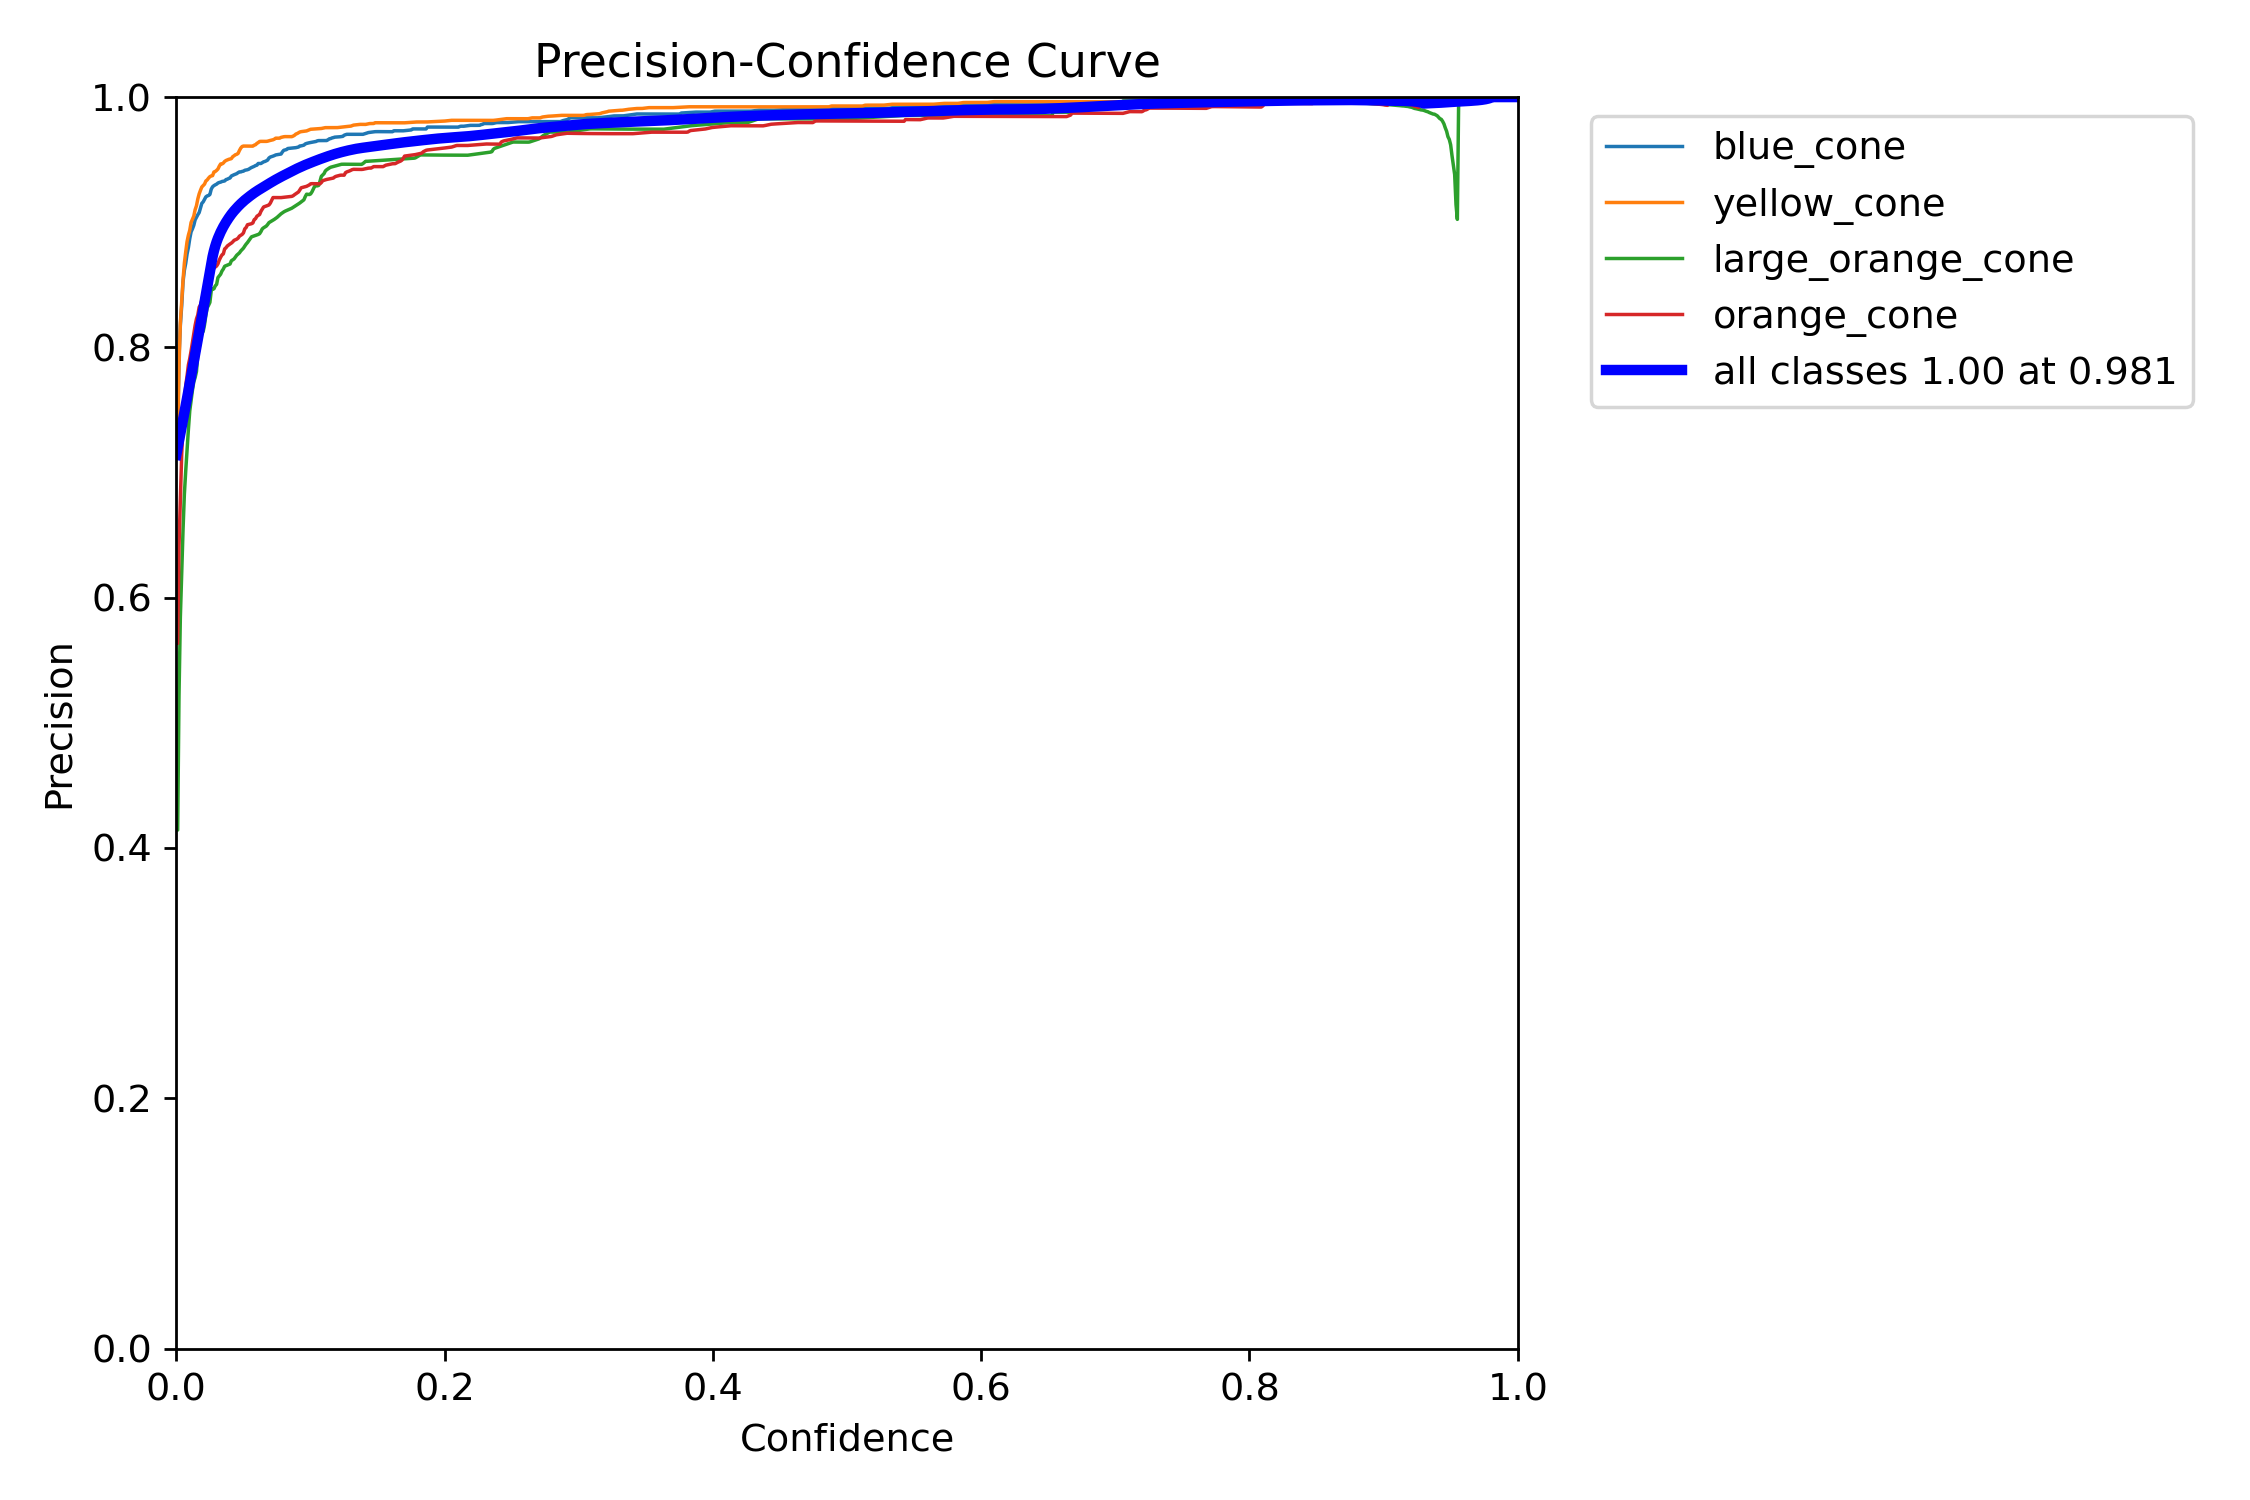 Precision-Confidence Curve
1.0
0.8
0.6
0.4
0.2
0.0
Precision
0.0 0.2 0.4 0.6 0.8 1.0
Confidence
blue_cone
yellow_cone
large_orange_cone
orange_cone
all classes 1.00 at 0.981